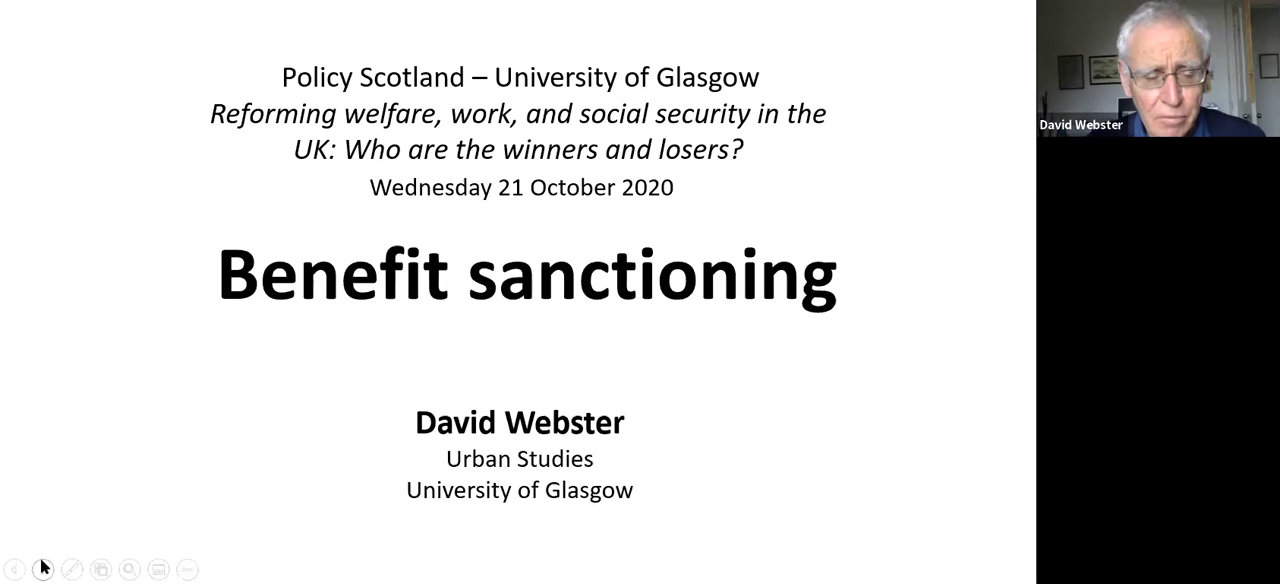 Policy Scotland – University of Glasgow
Reforming welfare, work, and social security in the
UK: Who are the winners and losers?
Wednesday 21 October 2020
Benefit sanctioning
David Webster
Urban Studies
University of Glasgow
David Webster